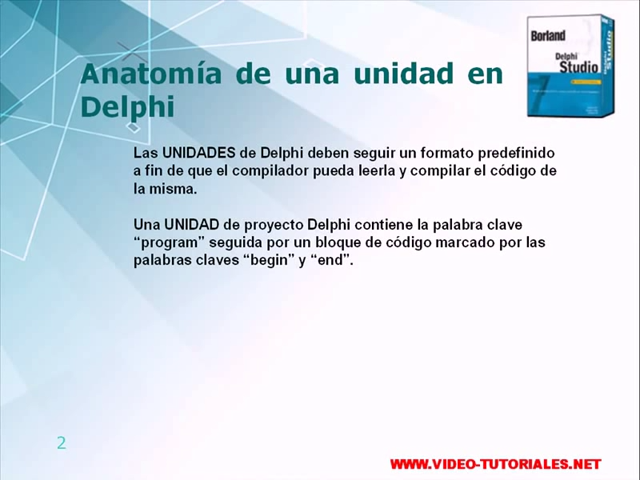 Anatomía de una unidad en
Delphi
Borland
Delphi
Studio
7
Las UNIDADES de Delphi deben seguir un formato predefinido
a fin de que el compilador pueda leerla y compilar el código de
la misma.
Una UNIDAD de proyecto Delphi contiene la palabra clave
“program” seguida por un bloque de código marcado por las
palabras claves “begin” y “end”.
2
WWW.VIDEO-TUTORIALES.NET